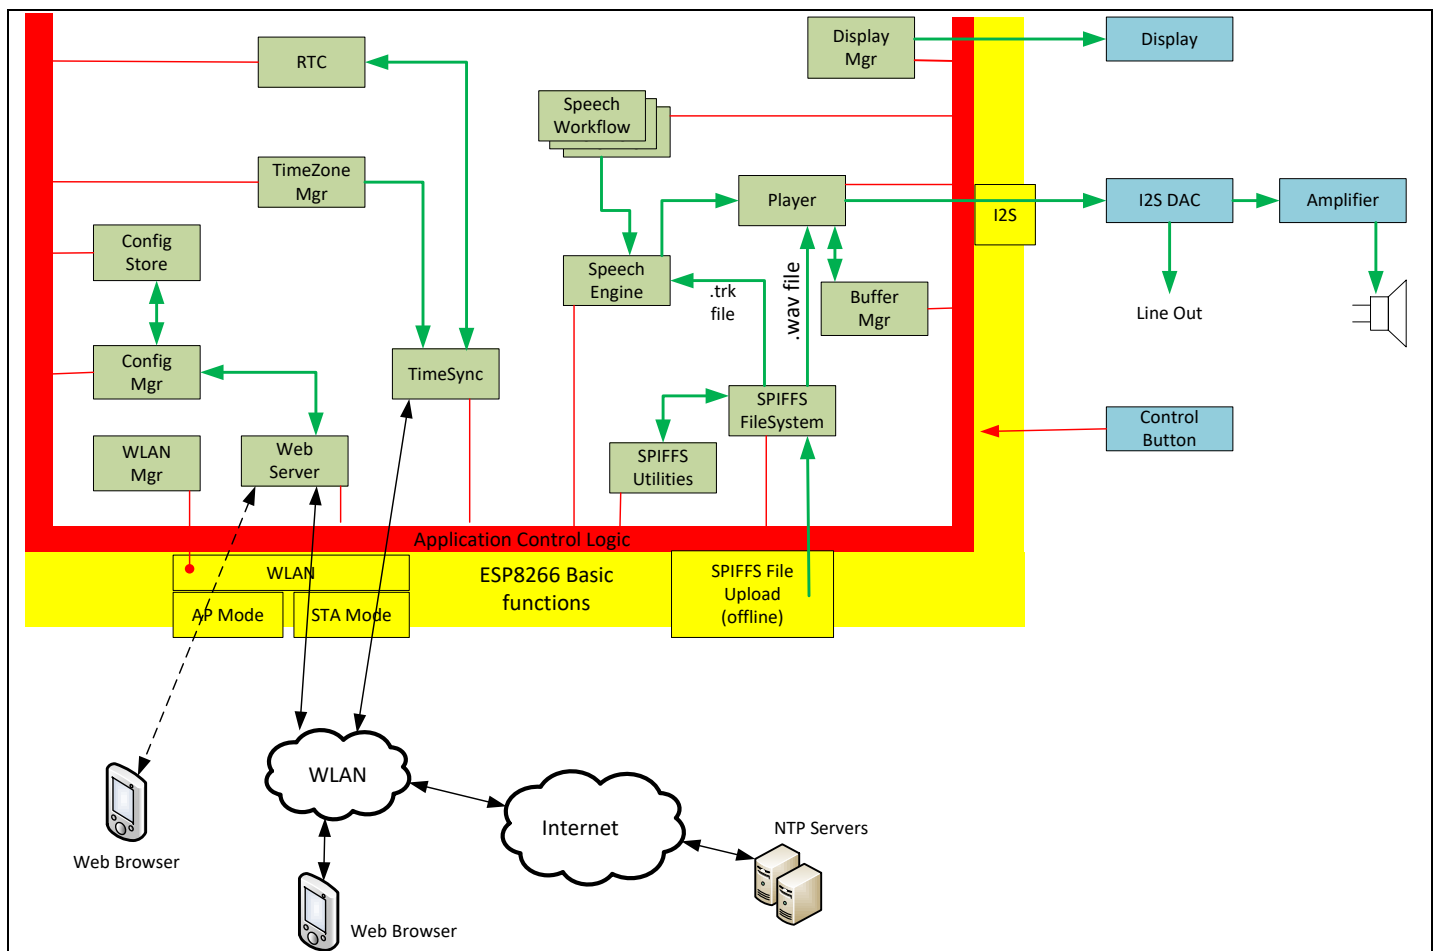 RTC
Display
Mgr
Display
Speech
Workflow
TimeZone
Mgr
Player
I2S
I2S DAC
Amplifier
Config
Store
Speech
Engine
.trk
file
.wav file
Buffer
Mgr
Line Out
Config
Mgr
TimeSync
SPIFFS
FileSystem
Control
Button
WLAN
Mgr
Web
Server
SPIFFS
Utilities
Application Control Logic
WLAN
AP Mode
STA Mode
ESP8266 Basic
functions
SPIFFS File
Upload
(offline)
WLAN
Internet
NTP Servers
Web Browser
Web Browser